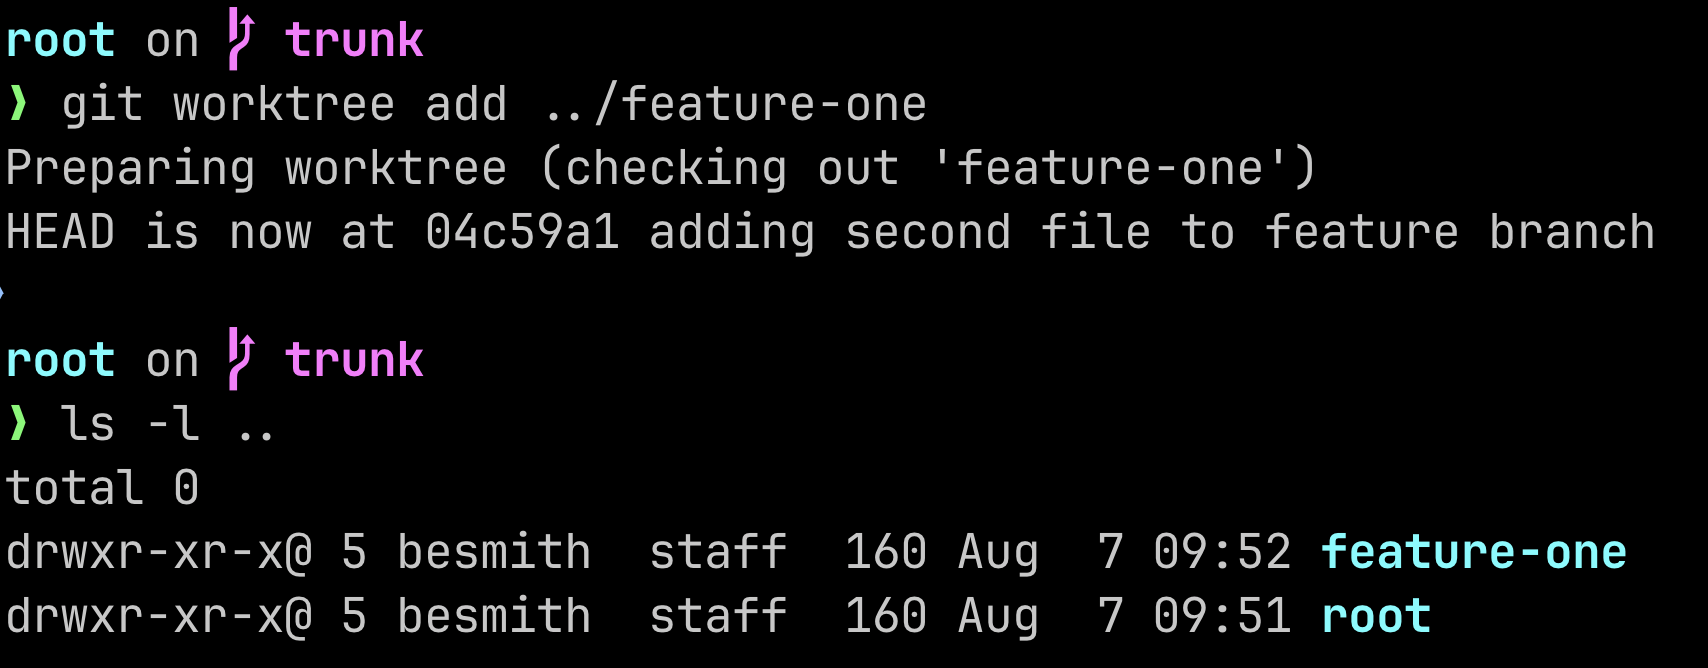 root on trunk
❯ git worktree add ../feature-one
Preparing worktree (checking out 'feature-one')
HEAD is now at 04c59a1 adding second file to feature branch
root on trunk
❯ ls -l ..
total 0
drwxr-xr-x@ 5 besmith  staff  160 Aug  7 09:52 feature-one
drwxr-xr-x@ 5 besmith  staff  160 Aug  7 09:51 root